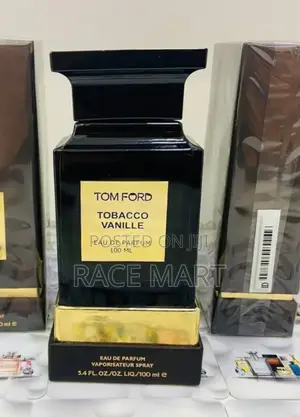 TOM FORD
TOBACCO
VANILLE
EAU DE PARFUM
100 ML
POSTED ON JIJI
RACE MART
EAU DE PARFUM
VAPORISATEUR SPRAY
3.4 FL. OZ./OZ. LIQ./100 ml e